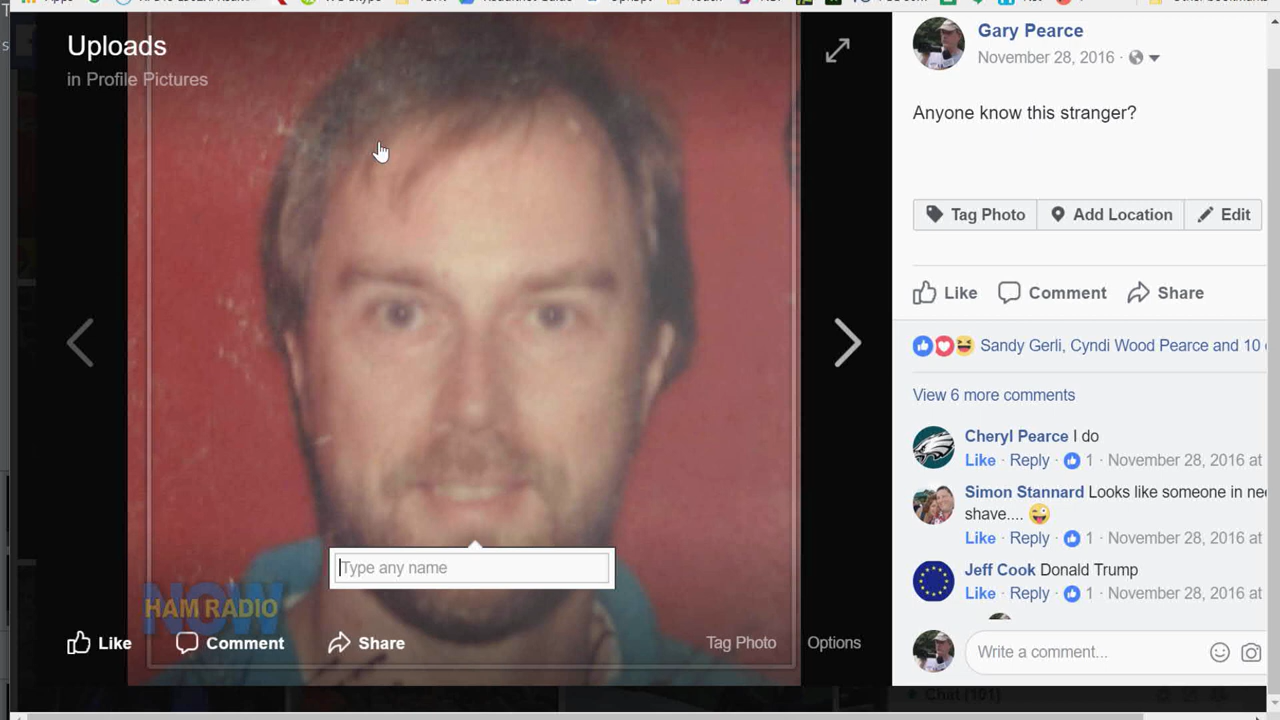 Uploads
in Profile Pictures
Gary Pearce
November 28, 2016 ·
Anyone know this stranger?
Tag Photo
Add Location
Edit
Like
Comment
Share
Sandy Gerli, Cyndi Wood Pearce and 10
View 6 more comments
Cheryl Pearce I do
Like · Reply · 1 · November 28, 2016 at
Simon Stannard Looks like someone in
shave....
Like · Reply · 1 · November 28, 2016 at
Jeff Cook Donald Trump
Like · Reply · 1 · November 28, 2016 at
Write a comment...
Chat (101)
Type any name
NOW
HAM RADIO
Like
Comment
Share
Tag Photo
Options